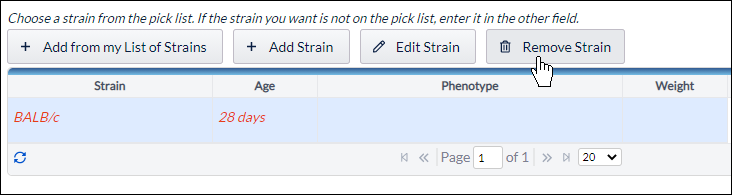 Choose a strain from the pick list. If the strain you want is not on the pick list, enter it in the other field.
+ Add from my List of Strains + Add Strain Edit Strain Remove Strain
Strain Age Phenotype Weight
BALB/c 28 days
Page 1 of 1 20